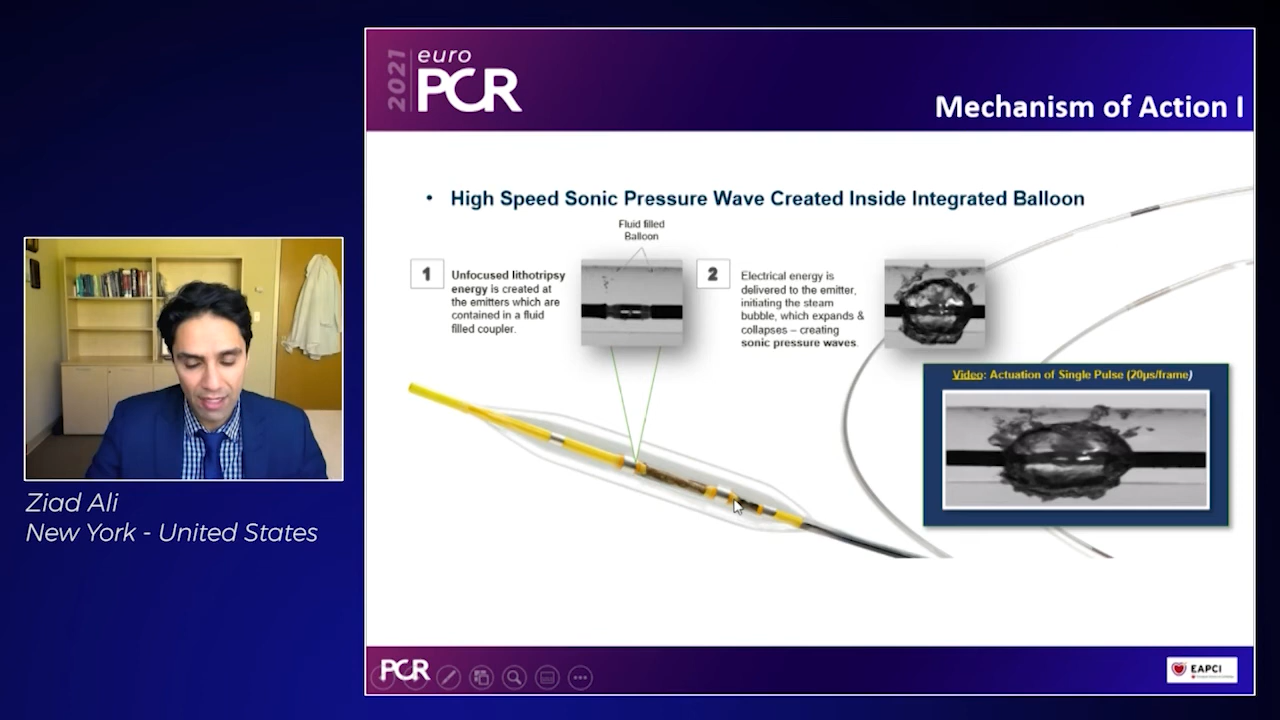 2021
euro
PCR
Mechanism of Action I
• High Speed Sonic Pressure Wave Created Inside Integrated Balloon
Fluid filled
Balloon
1
Unfocused lithotripsy
energy is created at
the emitters which are
contained in a fluid
filled coupler.
2
Electrical energy is
delivered to the emitter,
initiating the steam
bubble, which expands &
collapses – creating
sonic pressure waves.
Video: Actuation of Single Pulse (20µs/frame)
Ziad Ali
New York - United States
PCR
EAPCI